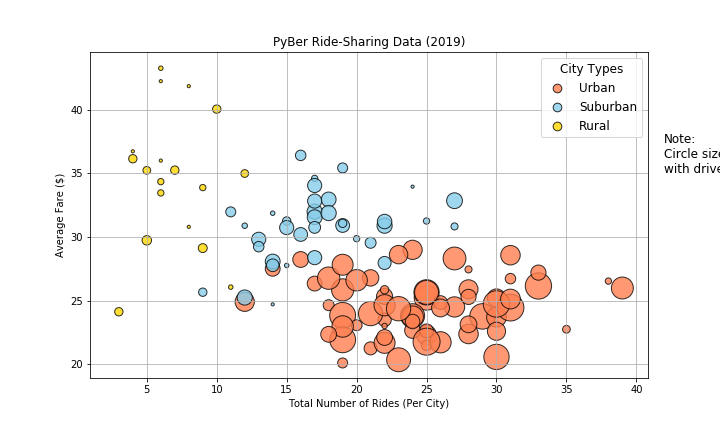 PyBer Ride-Sharing Data (2019)
City Types
Urban
Suburban
Rural
Note:
Circle size
with drive
Average Fare ($)
40
35
30
25
20
5 10 15 20 25 30 35 40
Total Number of Rides (Per City)